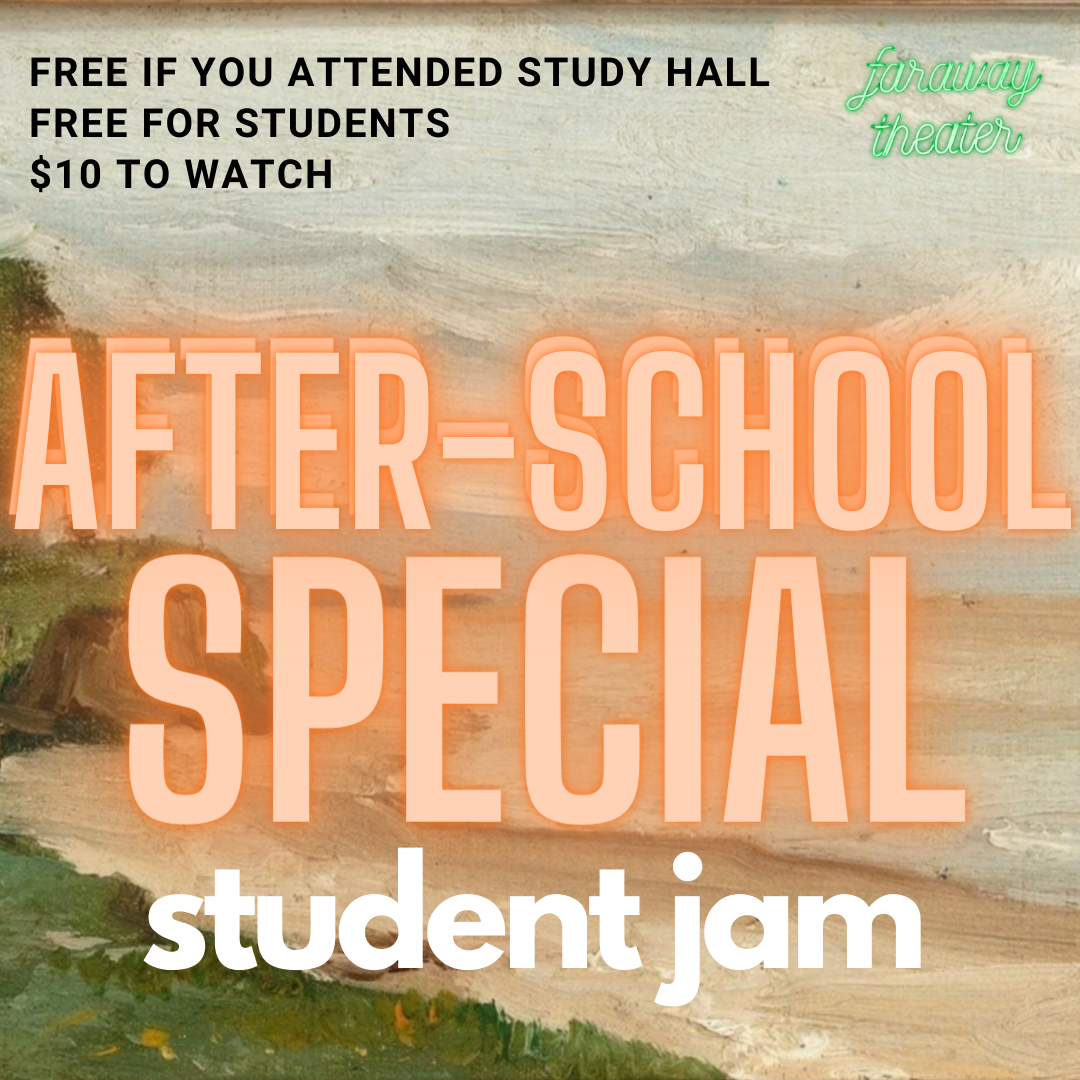 FREE IF YOU ATTENDED STUDY HALL
FREE FOR STUDENTS
$10 TO WATCH
faraway
theater
AFTER-SCHOOL
SPECIAL
student jam